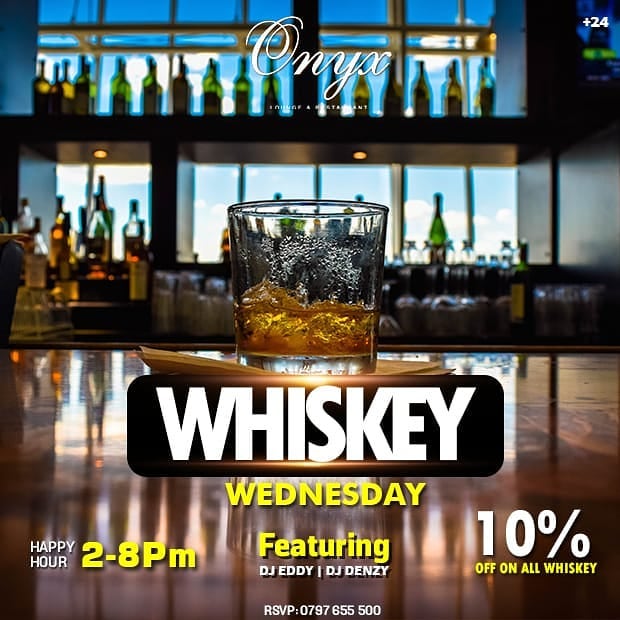 Onyx
LOUNGE & RESTAURANT
+24
WHISKEY
WEDNESDAY
HAPPY
HOUR
2-8Pm
Featuring
DJ EDDY | DJ DENZY
10%
OFF ON ALL WHISKEY
RSVP: 0797 655 500